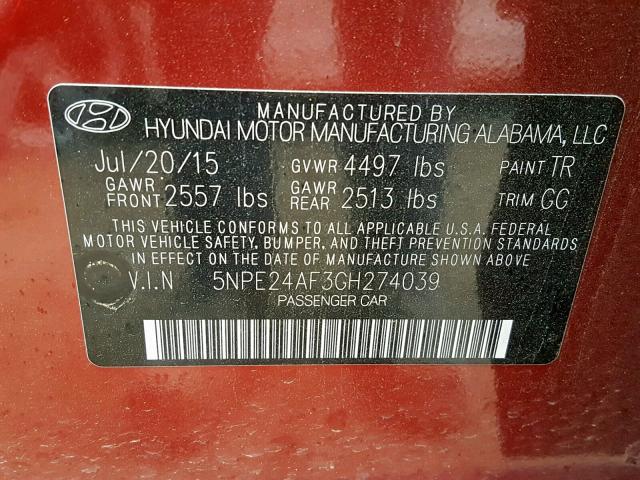 MANUFACTURED BY
HYUNDAI MOTOR MANUFACTURING ALABAMA, LLC
Jul/20/15 GVWR 4497 lbs PAINT TR
GAWR FRONT 2557 lbs GAWR REAR 2513 lbs TRIM GG
THIS VEHICLE CONFORMS TO ALL APPLICABLE U.S.A. FEDERAL
MOTOR VEHICLE SAFETY, BUMPER, AND THEFT PREVENTION
STANDARDS IN EFFECT ON THE DATE OF MANUFACTURE SHOWN ABOVE.
V.I.N 5NPE24AF3GH274039
PASSENGER CAR